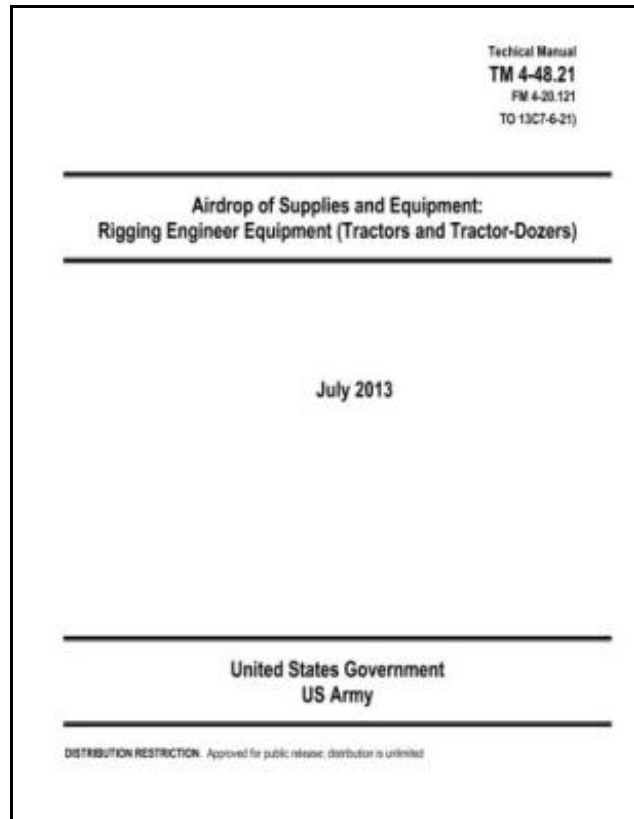 Techical Manual
TM 4-48.21
FM 4-20.121
TO 13C7-6-21)
Airdrop of Supplies and Equipment:
Rigging Engineer Equipment (Tractors and Tractor-Dozers)
July 2013
United States Government
US Army
DISTRIBUTION RESTRICTION: Approved for public release; distribution is unlimited